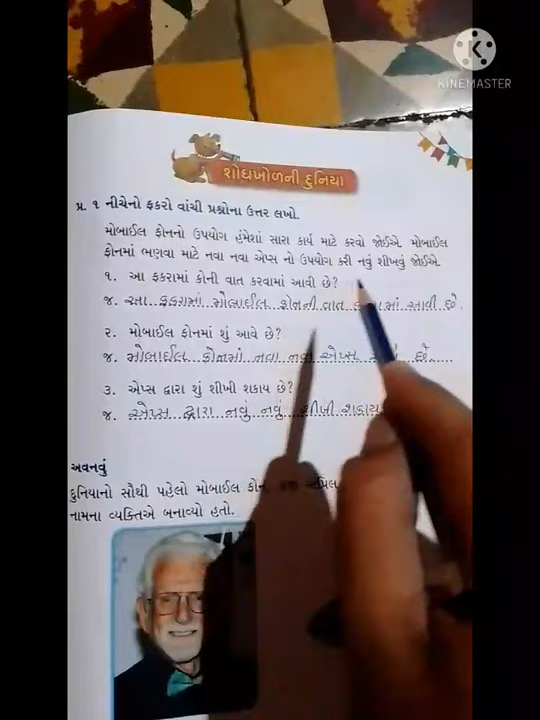 KINEMASTER
શોધખોળની દુનિયા
પ્ર. ૧ નીચેનો ફકરો વાંચી પ્રશ્નોના ઉત્તર લખો.
મોબાઈલ ફોનનો ઉપયોગ હંમેશાં સારા કાર્ય માટે કરવો જોઈએ. મોબાઈલ
ફોનમાં ભણવા માટે નવા નવા એપ્સ નો ઉપયોગ કરી નવું શીખવું જોઈએ.
૧. આ ફકરામાં કોની વાત કરવામાં આવી છે?
જ. આ ફકરામાં મોબાઈલ ફોનની વાત માં આવી છે.
૨. મોબાઈલ ફોનમાં શું આવે છે?
જ. મોબાઈલ ફોનમાં નવા નવા એપ્સ છે
૩. એપ્સ દ્વારા શું શીખી શકાય છે?
જ. એપ્સ દ્વારા નવું નવું શીખી શકાય
અવનવું
દુનિયાનો સૌથી પહેલો મોબાઈલ ફોન
નામના વ્યક્તિએ બનાવ્યો હતો.